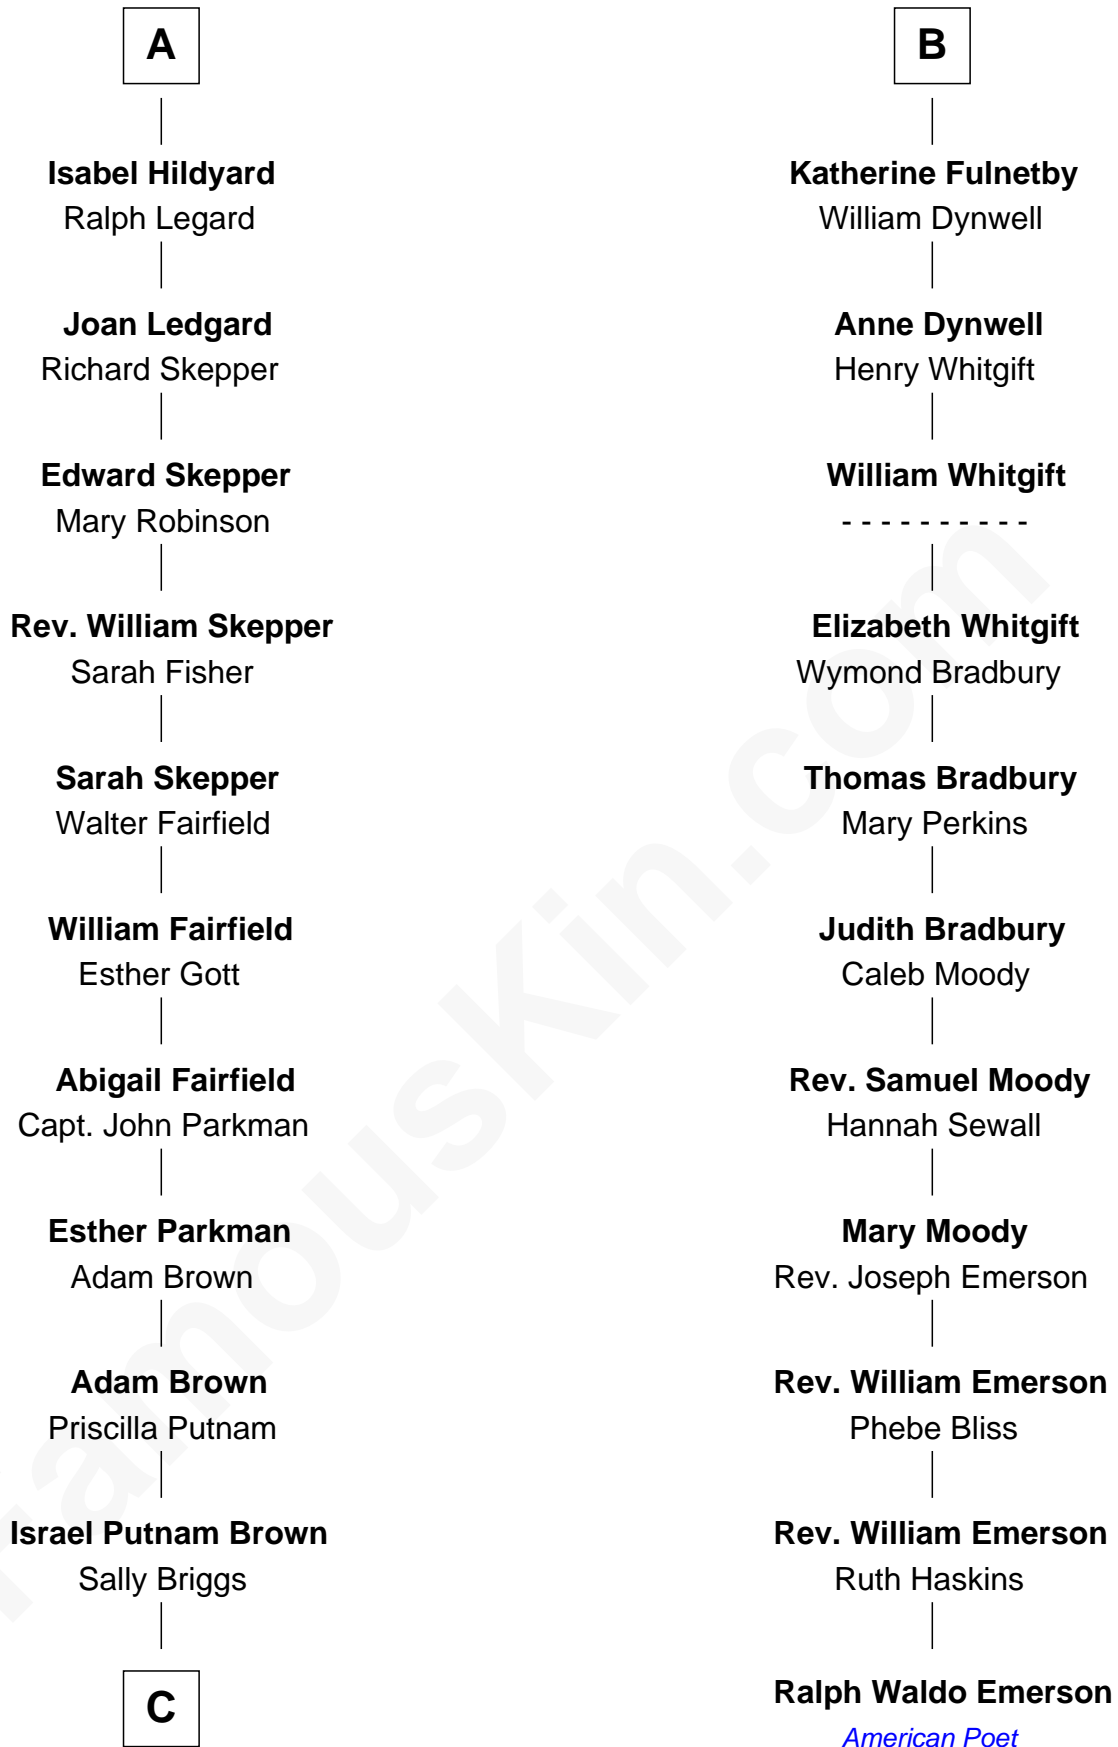 A
Isabel Hildyard
Ralph Legard
Joan Ledgard
Richard Skepper
Edward Skepper
Mary Robinson
Rev. William Skepper
Sarah Fisher
Sarah Skepper
Walter Fairfield
William Fairfield
Esther Gott
Abigail Fairfield
Capt. John Parkman
Esther Parkman
Adam Brown
Adam Brown
Priscilla Putnam
Israel Putnam Brown
Sally Briggs
C
B
Katherine Fulnetby
William Dynwell
Anne Dynwell
Henry Whitgift
William Whitgift
- - - - - - - - - -
Elizabeth Whitgift
Wymond Bradbury
Thomas Bradbury
Mary Perkins
Judith Bradbury
Caleb Moody
Rev. Samuel Moody
Hannah Sewall
Mary Moody
Rev. Joseph Emerson
Rev. William Emerson
Phebe Bliss
Rev. William Emerson
Ruth Haskins
Ralph Waldo Emerson
American Poet
FamousKin.com